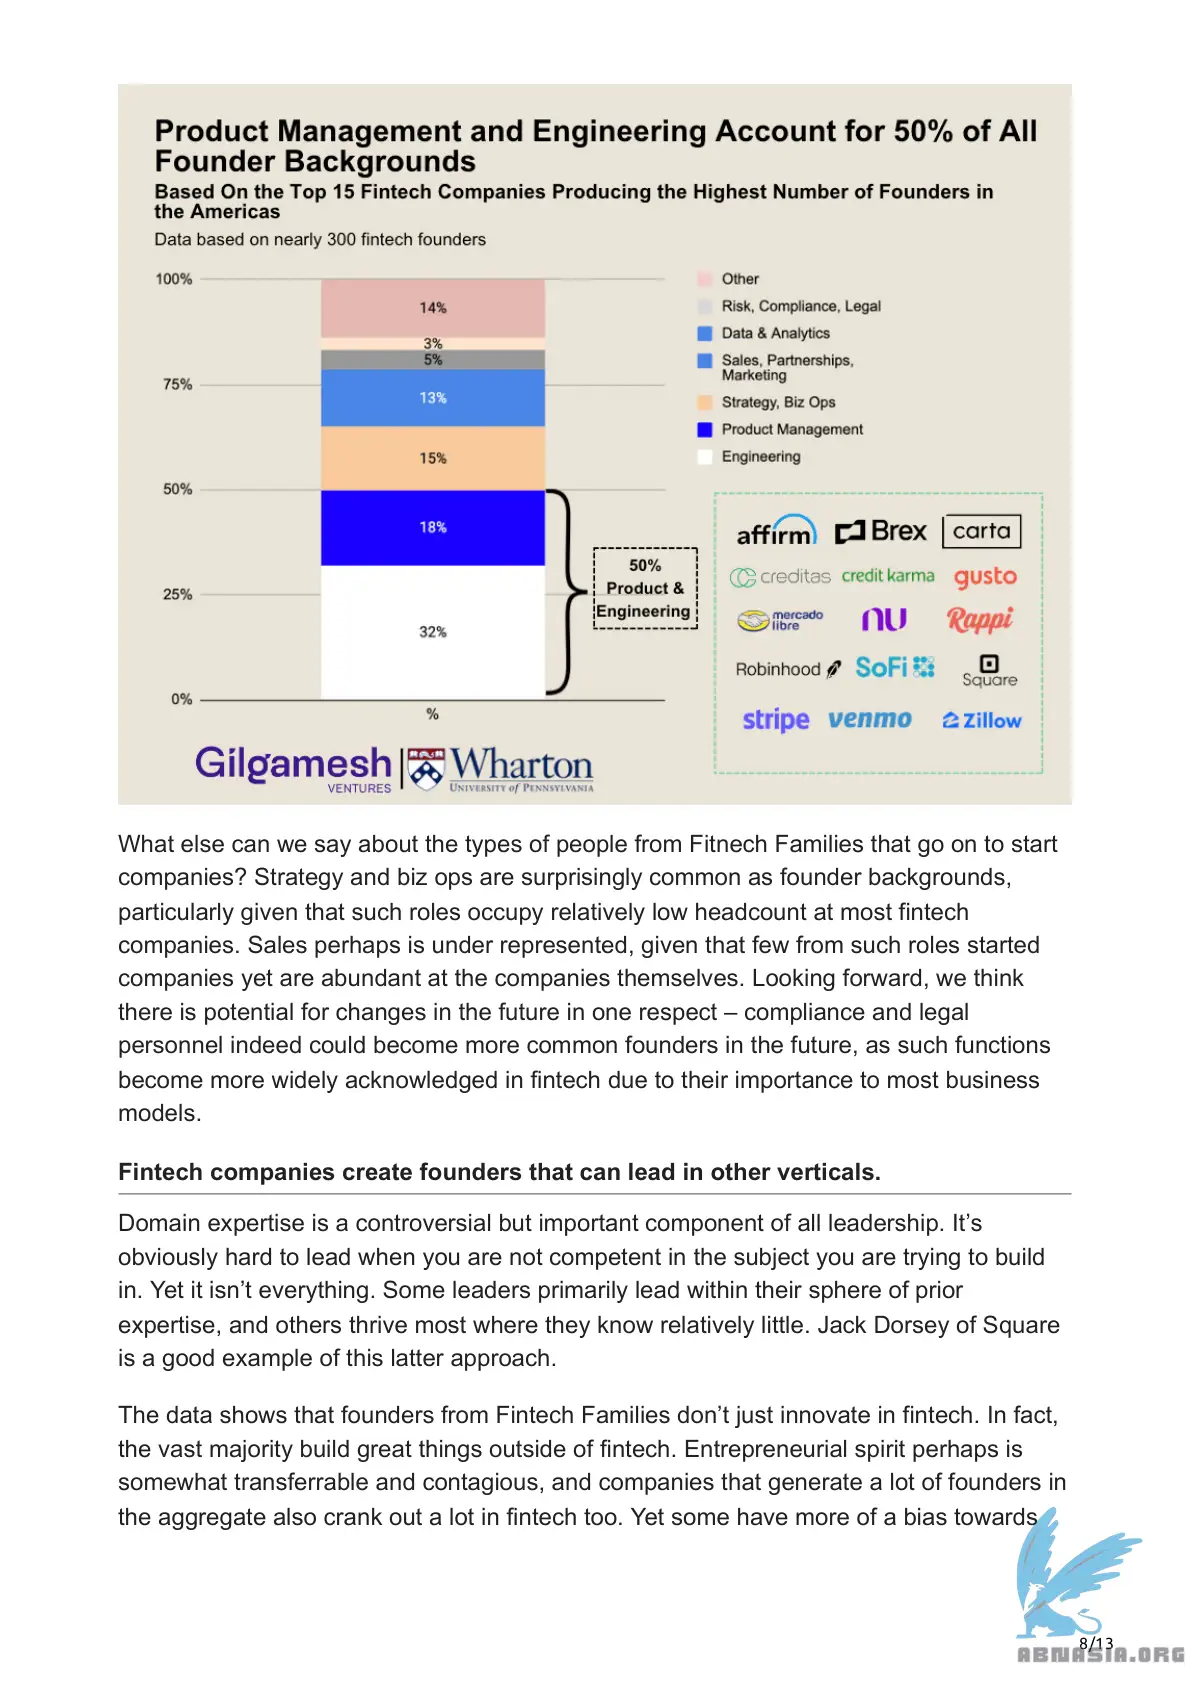 Product Management and Engineering Account for 50% of All
Founder Backgrounds
Based On the Top 15 Fintech Companies Producing the Highest Number of Founders in
the Americas
Data based on nearly 300 fintech founders
100%
75%
50%
25%
0%
14%
3%
5%
13%
15%
18%
32%
%
50%
Product &
Engineering
Other
Risk, Compliance, Legal
Data & Analytics
Sales, Partnerships,
Marketing
Strategy, Biz Ops
Product Management
Engineering
affirm Brex carta
creditas credit karma gusto
mercado
libre
nu Rappi
Robinhood SoFi Square
stripe venmo Zillow
Gilgamesh
VENTURES
Wharton
UNIVERSITY of PENNSYLVANIA
What else can we say about the types of people from Fitnech Families that go on to start
companies? Strategy and biz ops are surprisingly common as founder backgrounds,
particularly given that such roles occupy relatively low headcount at most fintech
companies. Sales perhaps is under represented, given that few from such roles started
companies yet are abundant at the companies themselves. Looking forward, we think
there is potential for changes in the future in one respect – compliance and legal
personnel indeed could become more common founders in the future, as such functions
become more widely acknowledged in fintech due to their importance to most business
models.
Fintech companies create founders that can lead in other verticals.
Domain expertise is a controversial but important component of all leadership. It’s
obviously hard to lead when you are not competent in the subject you are trying to build
in. Yet it isn’t everything. Some leaders primarily lead within their sphere of prior
expertise, and others thrive most where they know relatively little. Jack Dorsey of Square
is a good example of this latter approach.
The data shows that founders from Fintech Families don’t just innovate in fintech. In fact,
the vast majority build great things outside of fintech. Entrepreneurial spirit perhaps is
somewhat transferrable and contagious, and companies that generate a lot of founders in
the aggregate also crank out a lot in fintech too. Yet some have more of a bias towards
8/13
ABNASIA.ORG